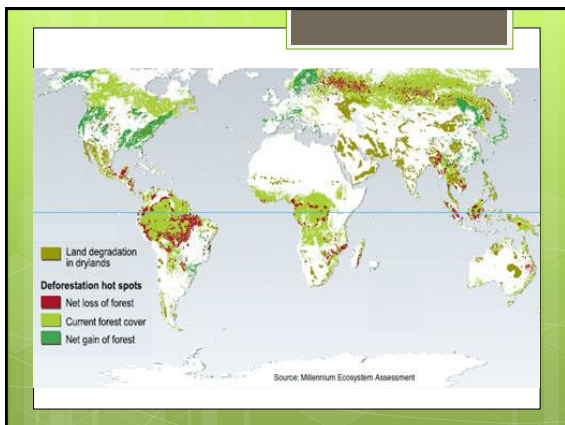 Land degradation
in drylands
Deforestation hot spots
Net loss of forest
Current forest cover
Net gain of forest
Source: Millennium Ecosystem Assessment